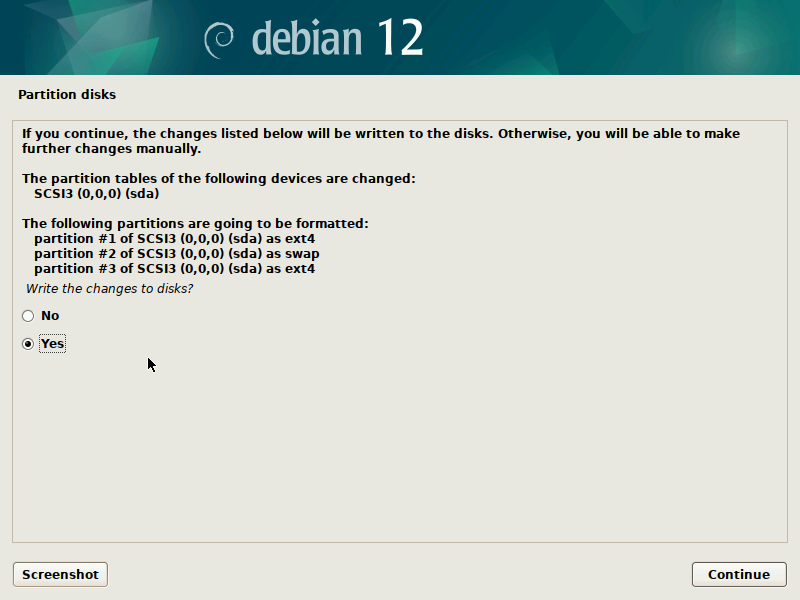 debian 12
Partition disks
If you continue, the changes listed below will be written to the disks. Otherwise, you will be able to make
further changes manually.
The partition tables of the following devices are changed:
SCSI3 (0,0,0) (sda)
The following partitions are going to be formatted:
partition #1 of SCSI3 (0,0,0) (sda) as ext4
partition #2 of SCSI3 (0,0,0) (sda) as swap
partition #3 of SCSI3 (0,0,0) (sda) as ext4
Write the changes to disks?
No
Yes
Screenshot
Continue